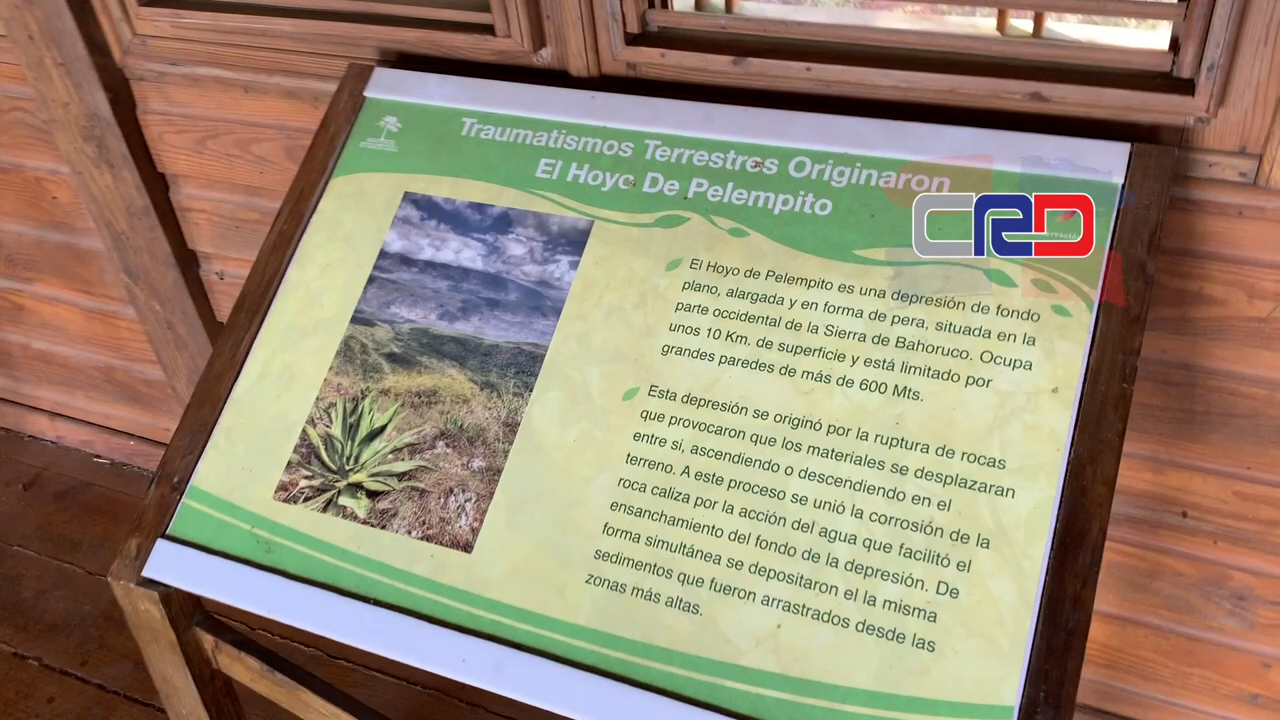 Traumatismos Terrestres Originaron
El Hoyo De Pelempito
CRD
El Hoyo de Pelempito es una depresión de fondo
plano, alargada y en forma de pera, situada en la
parte occidental de la Sierra de Bahoruco. Ocupa
unos 10 Km. de superficie y está limitado por
grandes paredes de más de 600 Mts.
Esta depresión se originó por la ruptura de rocas
que provocaron que los materiales se desplazaran
entre si, ascendiendo o descendiendo en el
terreno. A este proceso se unió la corrosión de la
roca caliza por la acción del agua que facilitó el
ensanchamiento del fondo de la depresión. De
forma simultánea se depositaron el la misma
sedimentos que fueron arrastrados desde las
zonas más altas.